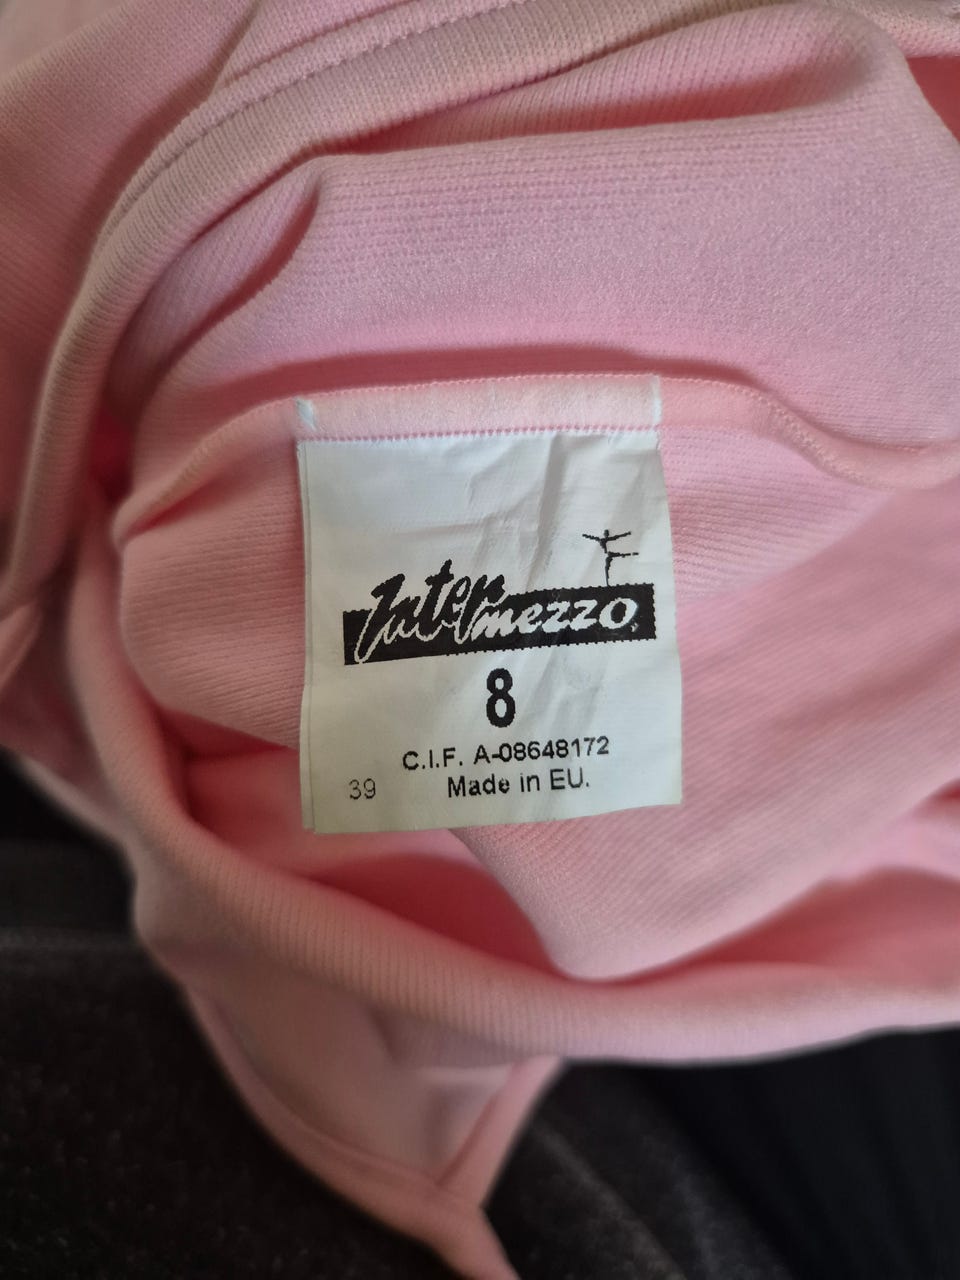 Intermezzo
8
C.I.F. A-08648172
39 Made in EU.